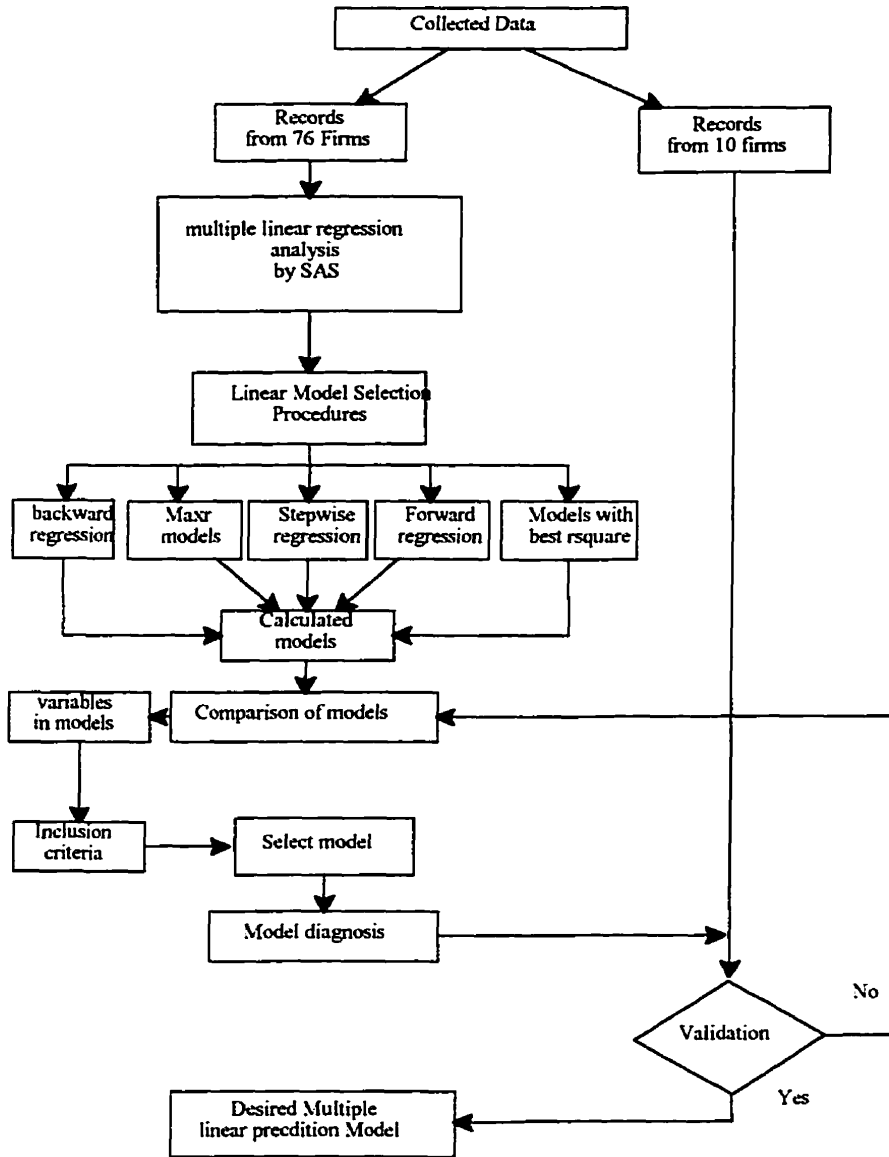 Collected Data
Records
from 76 Firms
Records
from 10 firms
multiple linear regression
analysis
by SAS
Linear Model Selection
Procedures
backward
regression
Maxr
models
Stepwise
regression
Forward
regression
Models with
best rsquare
Calculated
models
variables
in models
Comparison of models
Inclusion
criteria
Select model
Model diagnosis
No
Validation
Yes
Desired Multiple
linear precdition Model